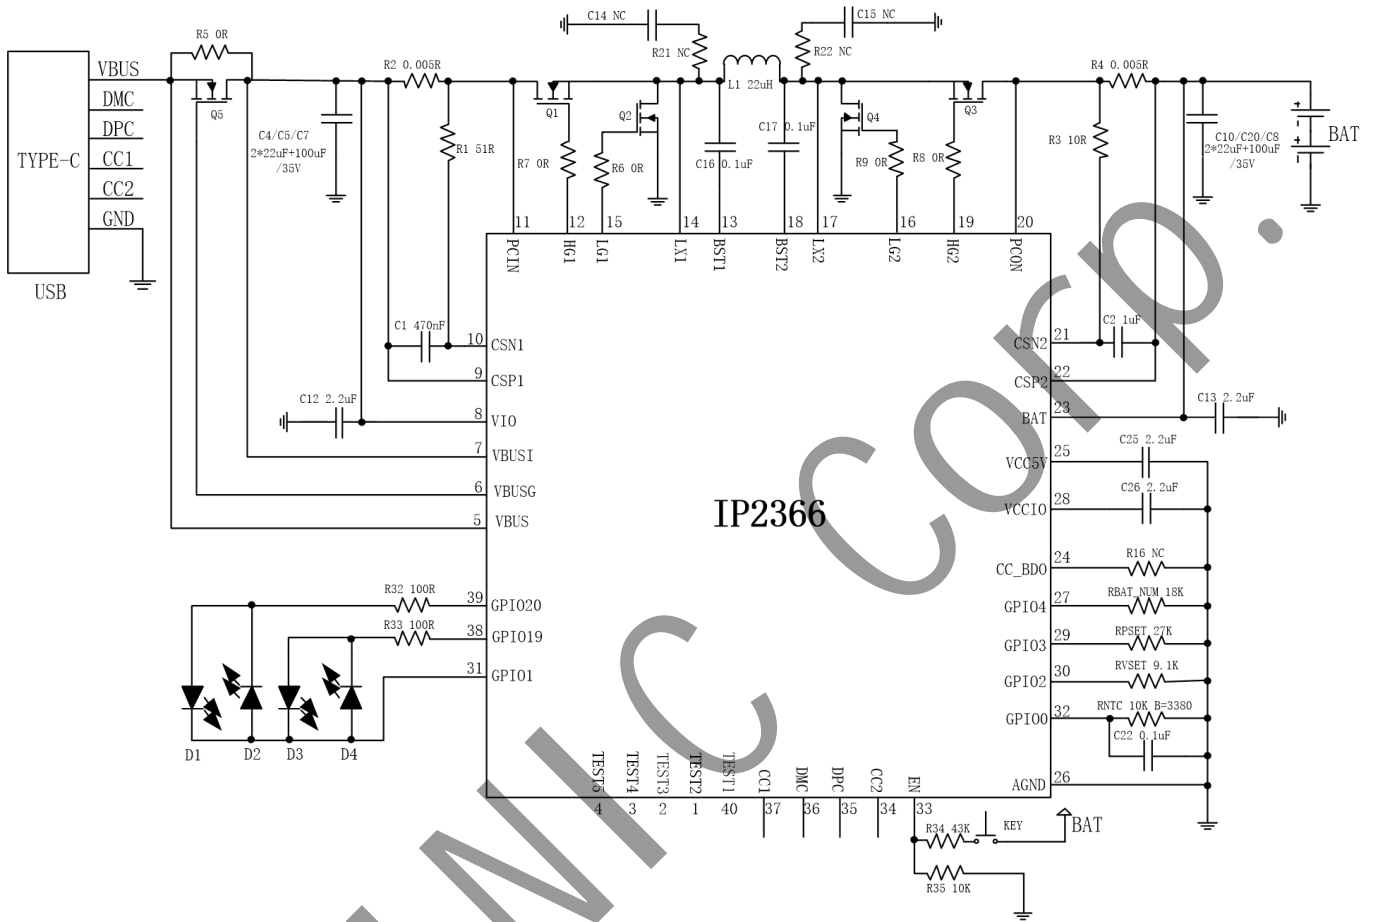 C14 NC
C15 NC
R5 0R
R21 NC
R22 NC
VBUS
R2 0.005R
L1 22uH
R4 0.005R
DMC
Q5
Q1
Q2
Q4
Q3
DPC
C4/C5/C7
2*22uF+100uF
/35V
C17 0.1uF
C10/C20/C8
2*22uF+100uF
/35V
BAT
TYPE-C
CC1
R1 51R
R7 0R
R6 0R
C16 0.1uF
R9 0R
R8 0R
R3 10R
CC2
GND
11
12
15
14
13
18
17
16
19
20
PCIN
HG1
LG1
LX1
BST1
BST2
LX2
LG2
HG2
PCON
USB
C1 470nF
10
CSN1
C2 1uF
21
CSN2
9
CSP1
22
CSP2
C12 2.2uF
8
VIO
C13 2.2uF
23
BAT
7
VBUSI
C25 2.2uF
25
VCC5V
6
VBUSG
C26 2.2uF
28
VCCIO
5
VBUS
IP2366
R16 NC
24
CC_BDO
R32 100R
39
GPIO20
RBAT_NUM 18K
27
GPIO4
R33 100R
38
GPIO19
RPSET 27K
29
GPIO3
31
GPIO1
RVSET 9.1K
30
GPIO2
RNTC 10K B=3380
32
GPIO0
C22 0.1uF
D1
D2
D3
D4
26
AGND
TEST5
TEST4
TEST3
TEST2
TEST1
CC1
DMC
DPC
CC2
EN
4
3
2
1
40
37
36
35
34
33
R34 43K
KEY
BAT
R35 10K
NIC Corp.